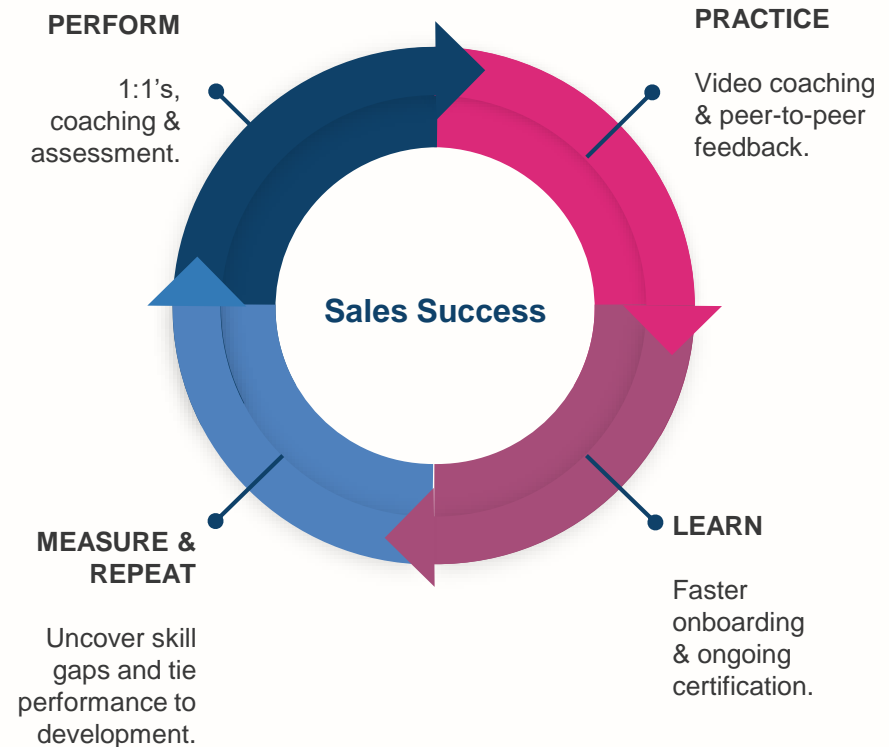 PERFORM
1:1's,
coaching &
assessment.
PRACTICE
Video coaching
& peer-to-peer
feedback.
Sales Success
MEASURE &
REPEAT
Uncover skill
gaps and tie
performance to
development.
LEARN
Faster
onboarding
& ongoing
certification.